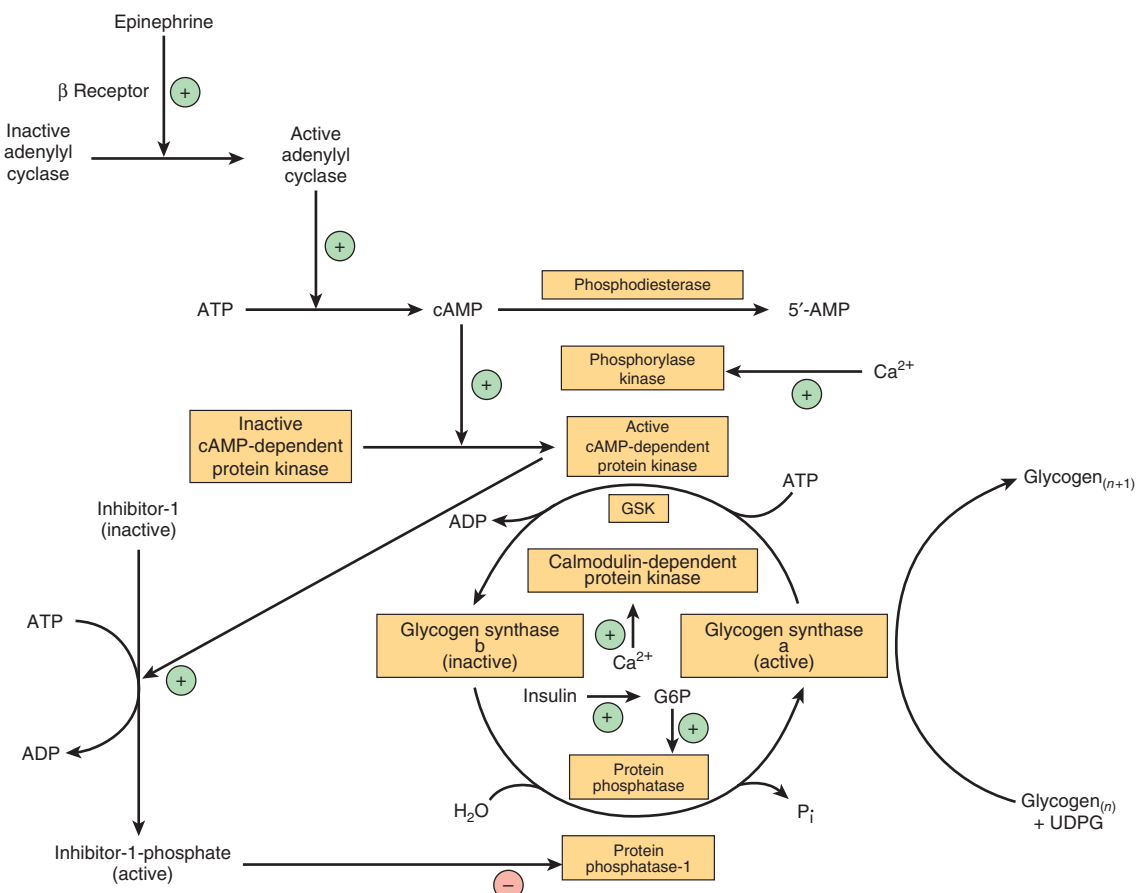 Epinephrine
β Receptor
+
Inactive
adenylyl
cyclase
Active
adenylyl
cyclase
+
ATP
cAMP
Phosphodiesterase
5′-AMP
+
Phosphorylase
kinase
+
Ca²⁺
Inactive
cAMP-dependent
protein kinase
Active
cAMP-dependent
protein kinase
Inhibitor-1
(inactive)
ADP
GSK
ATP
Glycogen(n+1)
Calmodulin-dependent
protein kinase
ATP
Glycogen synthase
b
(inactive)
+
Ca²⁺
Glycogen synthase
a
(active)
+
Insulin
+
G6P
+
ADP
Protein
phosphatase
H₂O
Pi
Glycogen(n)
+ UDPG
Inhibitor-1-phosphate
(active)
−
Protein
phosphatase-1